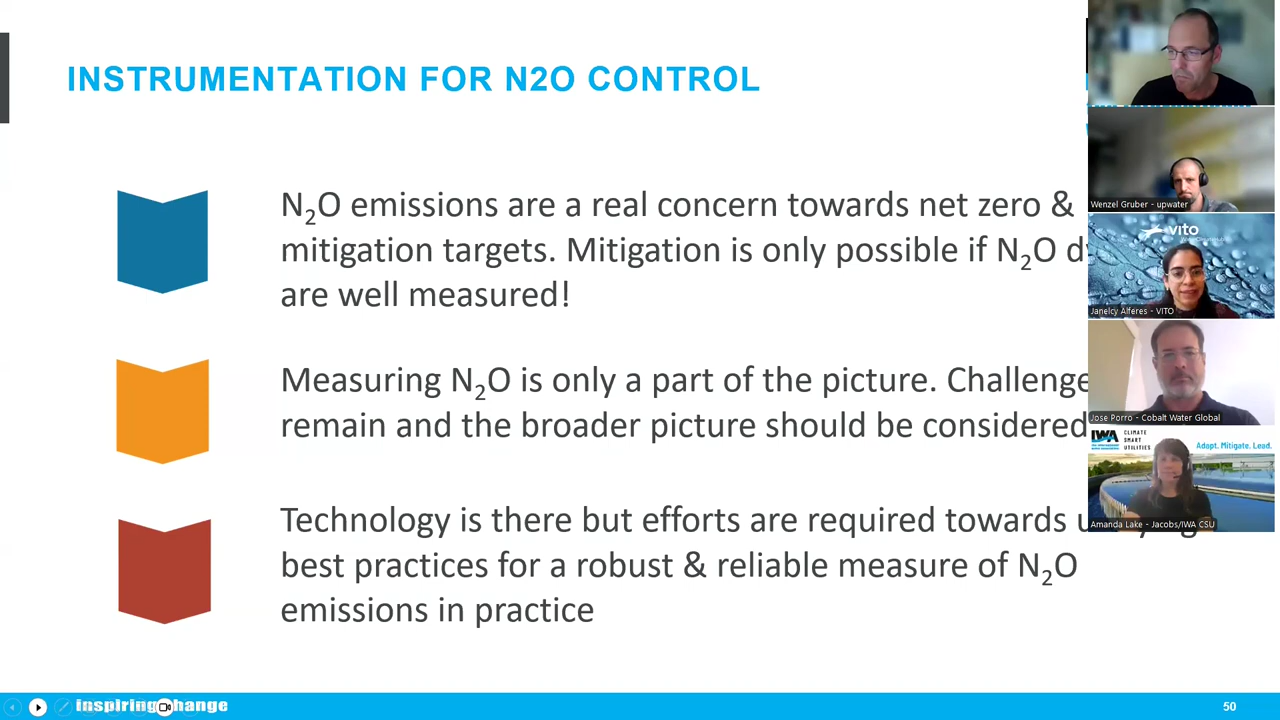 INSTRUMENTATION FOR N2O CONTROL
N₂O emissions are a real concern towards net zero &
mitigation targets. Mitigation is only possible if N₂O
are well measured!
Measuring N₂O is only a part of the picture.
remain and the broader picture should be considered
Technology is there but efforts are required towards
best practices for a robust & reliable measure of N₂O
emissions in practice
inspiring change
50
Wenzel Gruber - upwater
vito
Janelcy Alferes - VITO
Jose Porro - Cobalt Water Global
IWA
CLIMATE
SMART
UTILITIES
Adapt. Mitigate. Lead.
Amanda Lake - Jacobs/IWA CSU